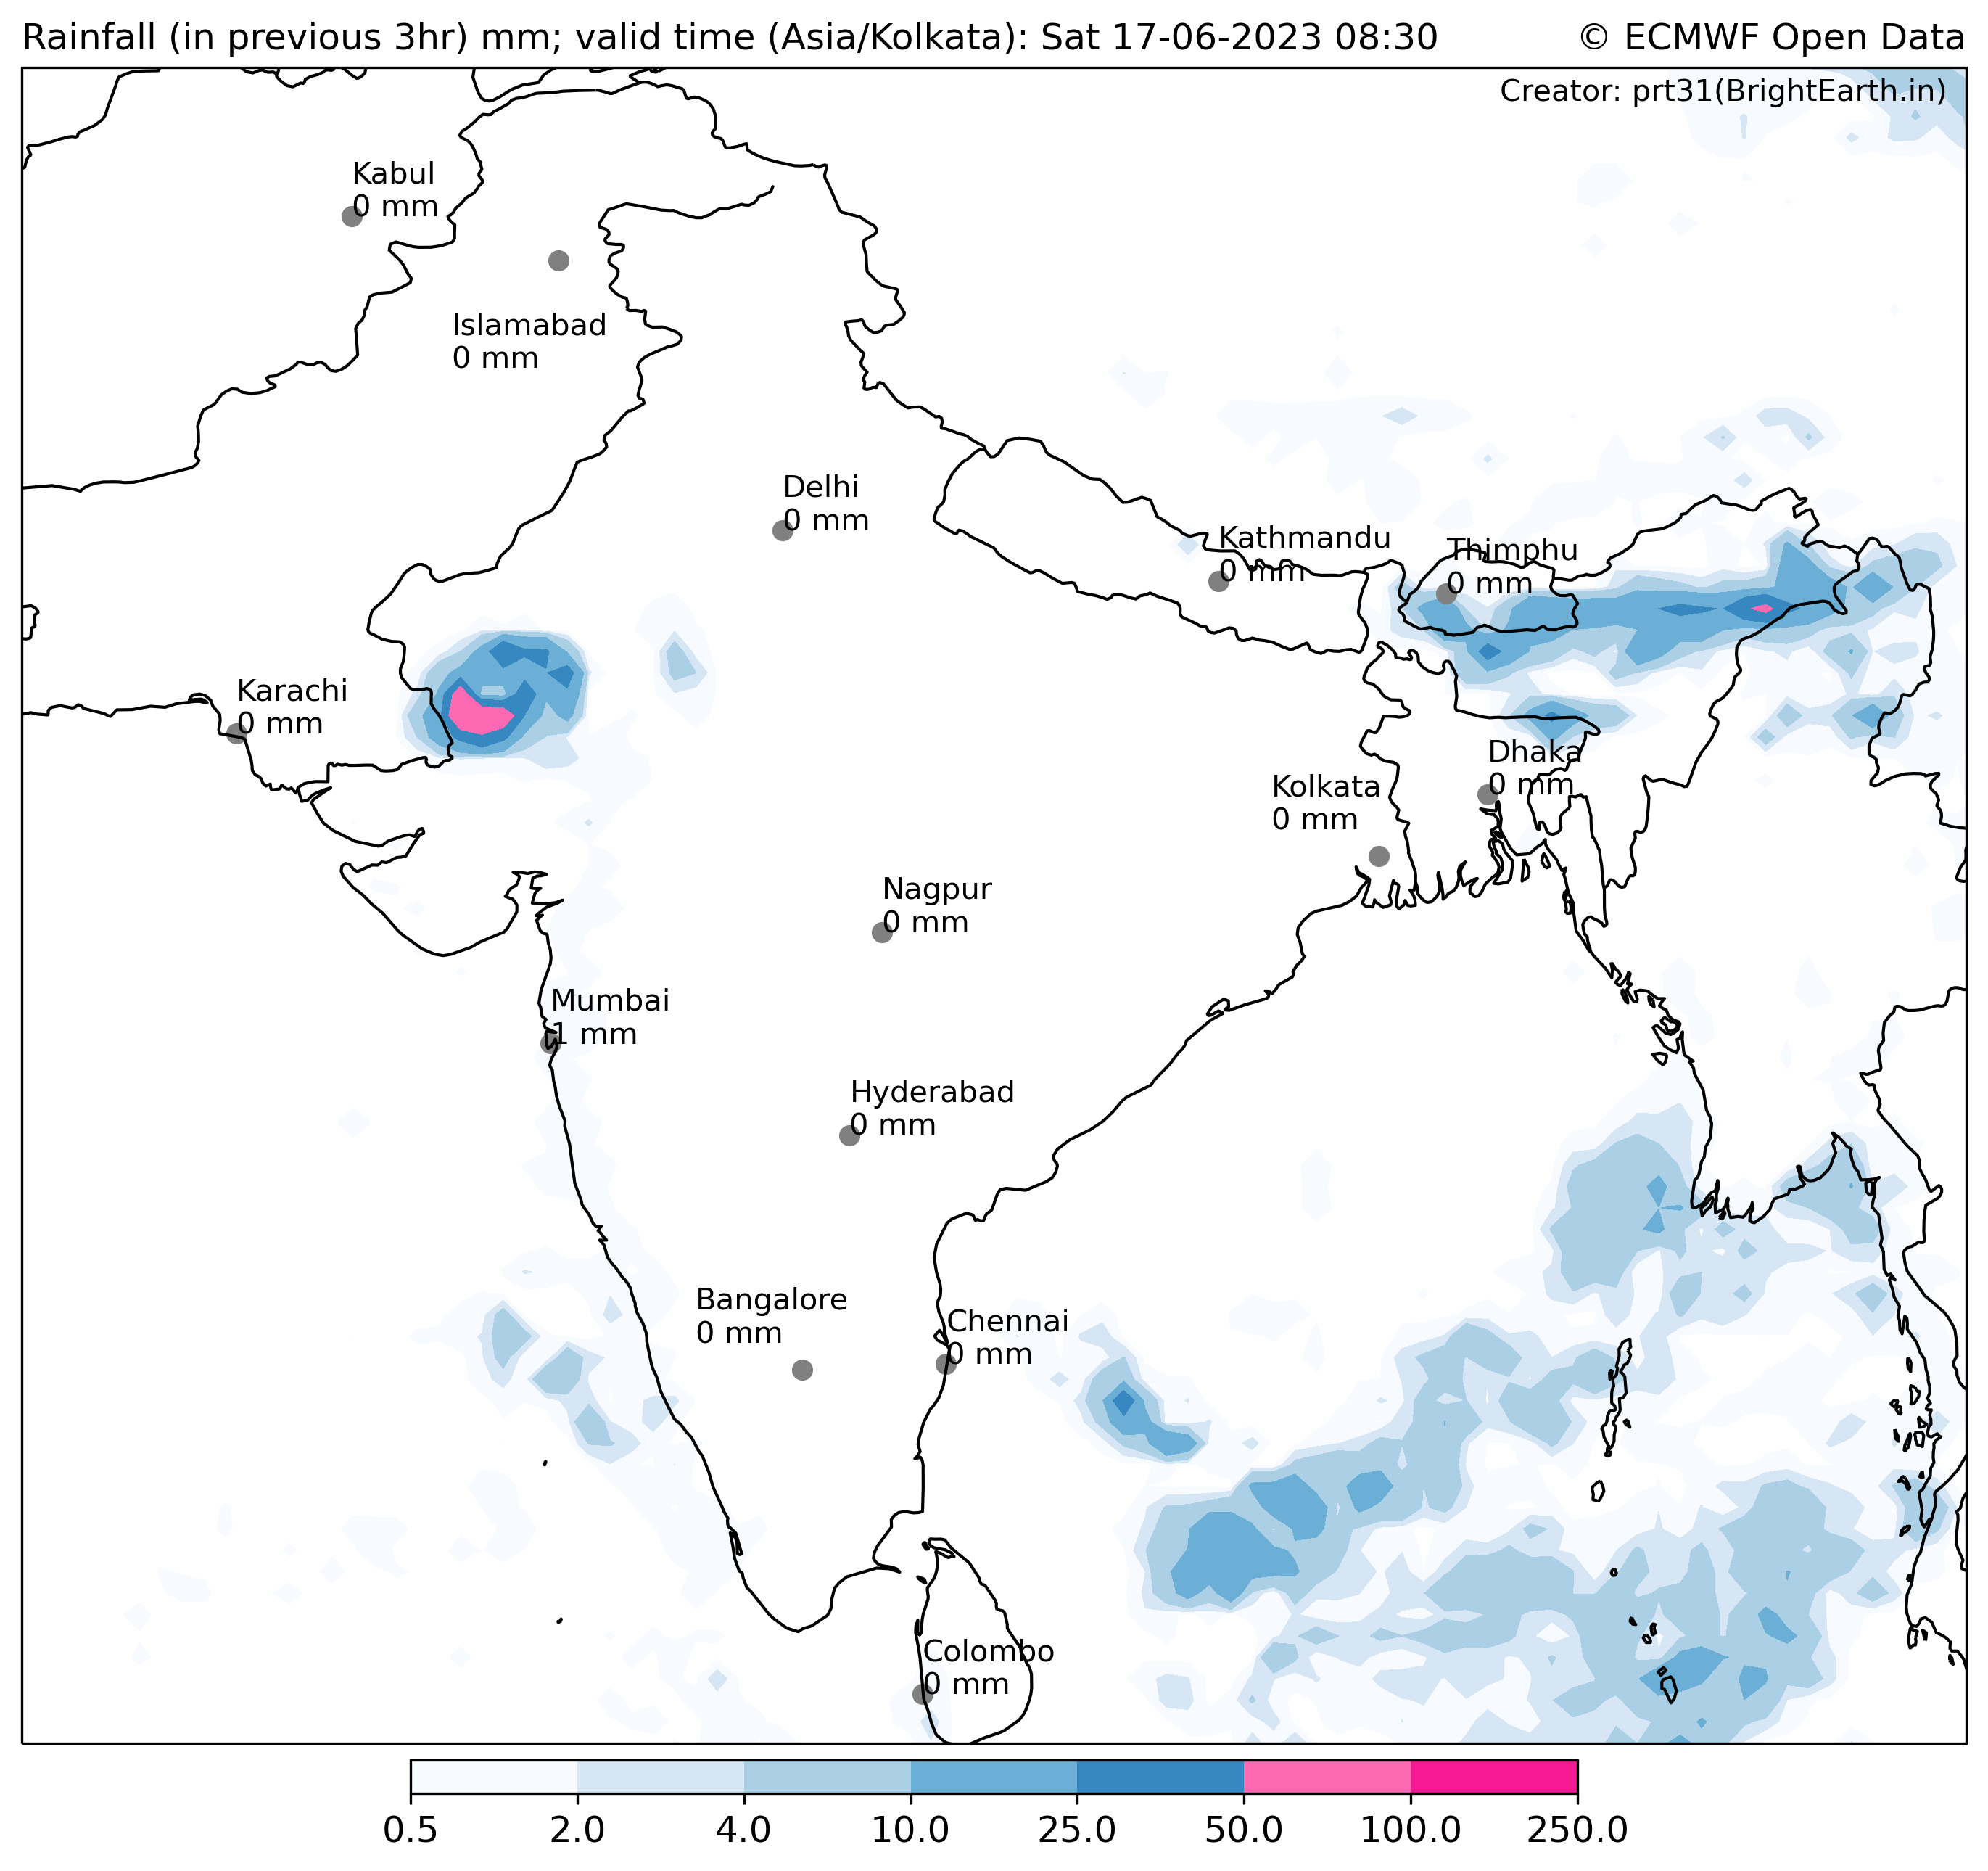 Rainfall (in previous 3hr) mm; valid time (Asia/Kolkata): Sat 17-06-2023 08:30
© ECMWF Open Data
Creator: prt31(BrightEarth.in)
Kabul
0 mm
Islamabad
0 mm
Delhi
0 mm
Kathmandu
0 mm
Thimphu
0 mm
Karachi
0 mm
Dhaka
0 mm
Kolkata
0 mm
Nagpur
0 mm
Mumbai
1 mm
Hyderabad
0 mm
Bangalore
0 mm
Chennai
0 mm
Colombo
0 mm
0.5 2.0 4.0 10.0 25.0 50.0 100.0 250.0